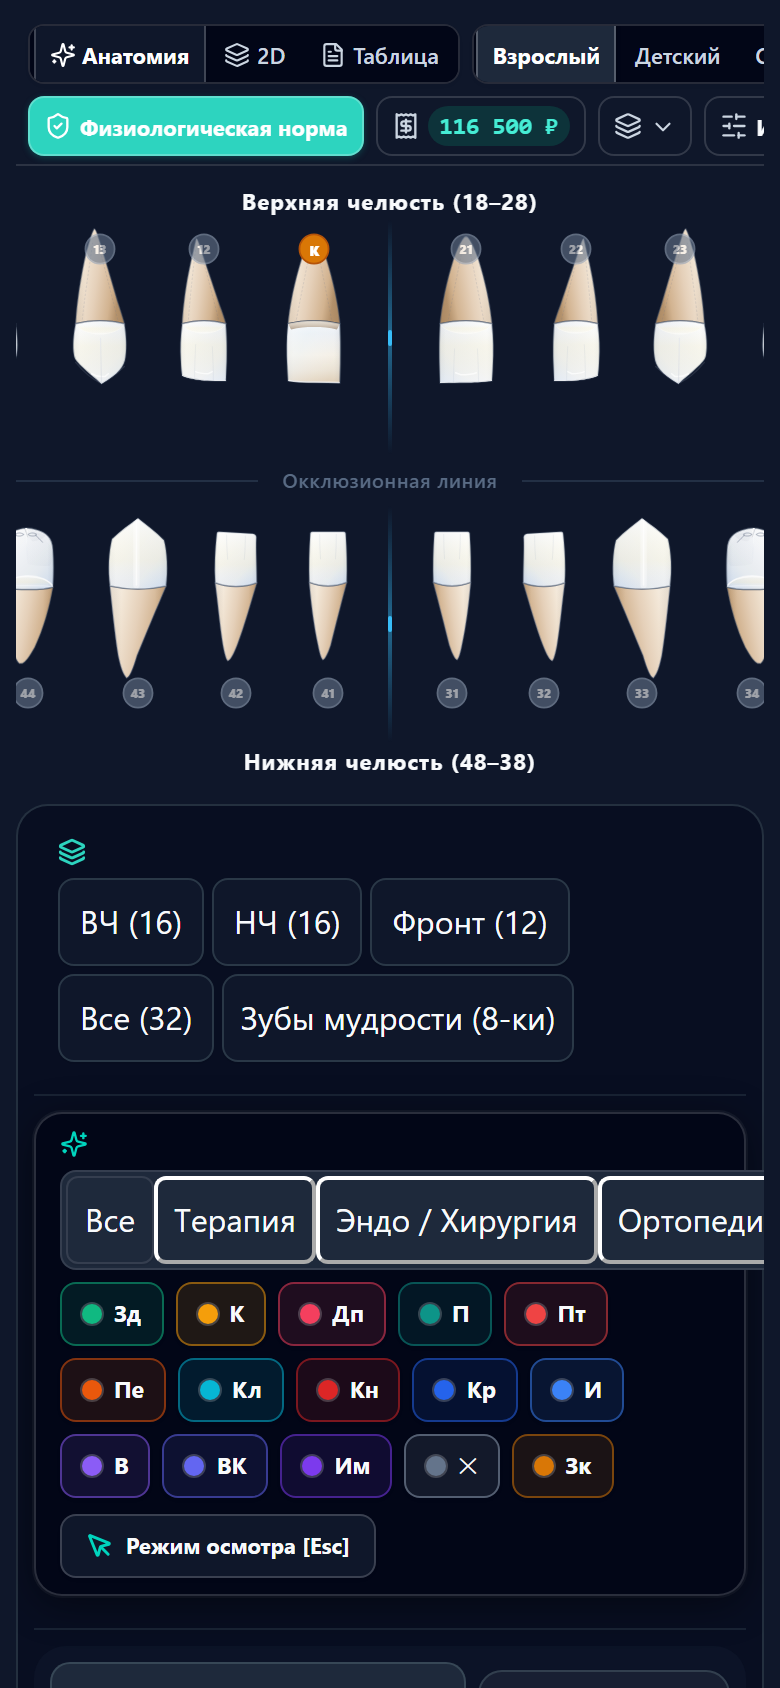 Анатомия 2D Таблица Взрослый Детский
Физиологическая норма 116 500 ₽
Верхняя челюсть (18–28)
13 12 К 21 22 23
Окклюзионная линия
44 43 42 41 31 32 33 34
Нижняя челюсть (48–38)
ВЧ (16) НЧ (16) Фронт (12)
Все (32) Зубы мудрости (8-ки)
Все Терапия Эндо / Хирургия Ортопеди
Зд К Дп П Пт
Пе Кл Кн Кр И
В ВК Им ╳ Зк
Режим осмотра [Esc]